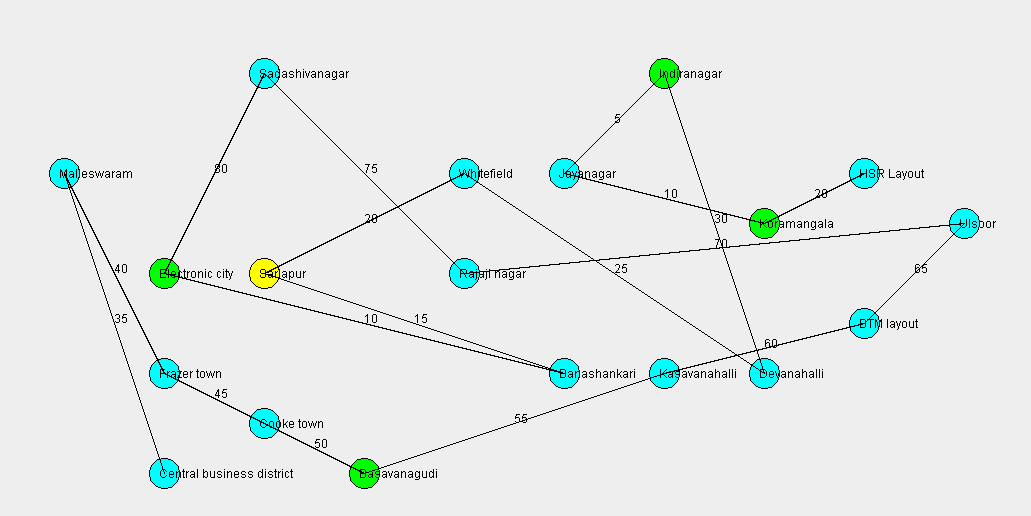 Sadashivanagar
Indiranagar
5
80
75
Malleswaram
Whitefield
Jayanagar
HSR Layout
10
20
20
30
Koramangala
Ulsoor
70
40
Electronic city
Sarjapur
Rajaji nagar
25
65
35
10
15
BTM layout
60
Frazer town
Banashankari
Kasavanahalli
Devanahalli
45
55
Cooke town
50
Central business district
Basavanagudi